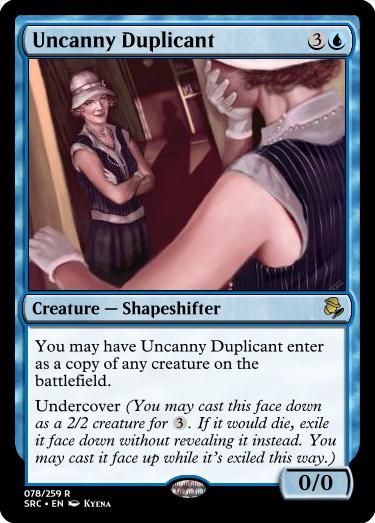 Uncanny Duplicant 3
Creature — Shapeshifter
You may have Uncanny Duplicant enter
as a copy of any creature on the
battlefield.
Undercover (You may cast this face down
as a 2/2 creature for 3. If it would die, exile
it face down without revealing it instead. You
may cast it face up while it's exiled this way.)
0/0
078/259 R
SRC • EN Kyena